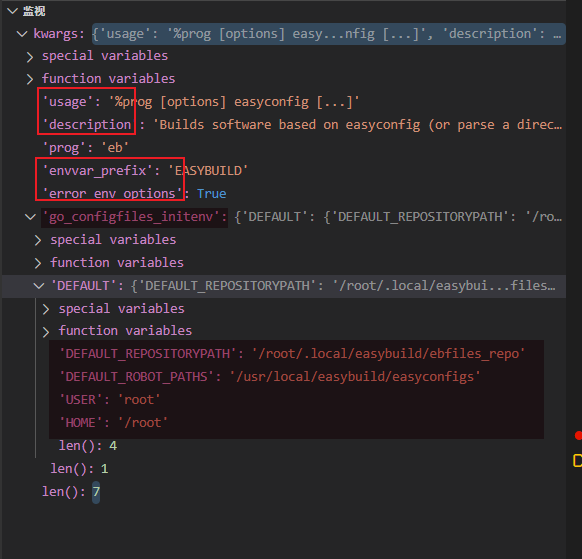 监视
kwargs: {'usage': '%prog [options] easy...nfig [...]', 'description': …
special variables
function variables
'usage': '%prog [options] easyconfig [...]'
'description': 'Builds software based on easyconfig (or parse a direc…
'prog': 'eb'
'envvar_prefix': 'EASYBUILD'
'error_env_options': True
'go_configfiles_initenv': {'DEFAULT': {'DEFAULT_REPOSITORYPATH': '/ro…
special variables
function variables
'DEFAULT': {'DEFAULT_REPOSITORYPATH': '/root/.local/easybui...files…
special variables
function variables
'DEFAULT_REPOSITORYPATH': '/root/.local/easybuild/ebfiles_repo'
'DEFAULT_ROBOT_PATHS': '/usr/local/easybuild/easyconfigs'
'USER': 'root'
'HOME': '/root'
len(): 4
len(): 1
len(): 7